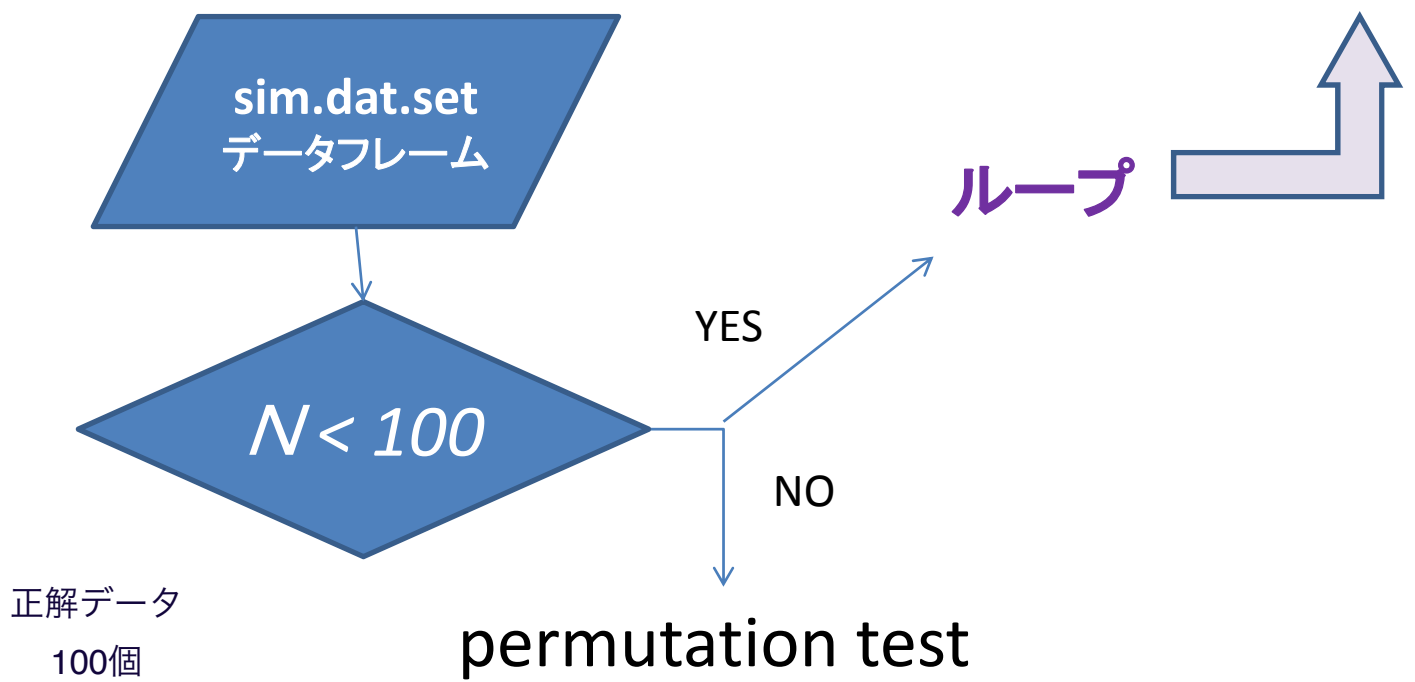 sim.dat.set
データフレーム
ループ
YES
N < 100
NO
正解データ
100個
permutation test